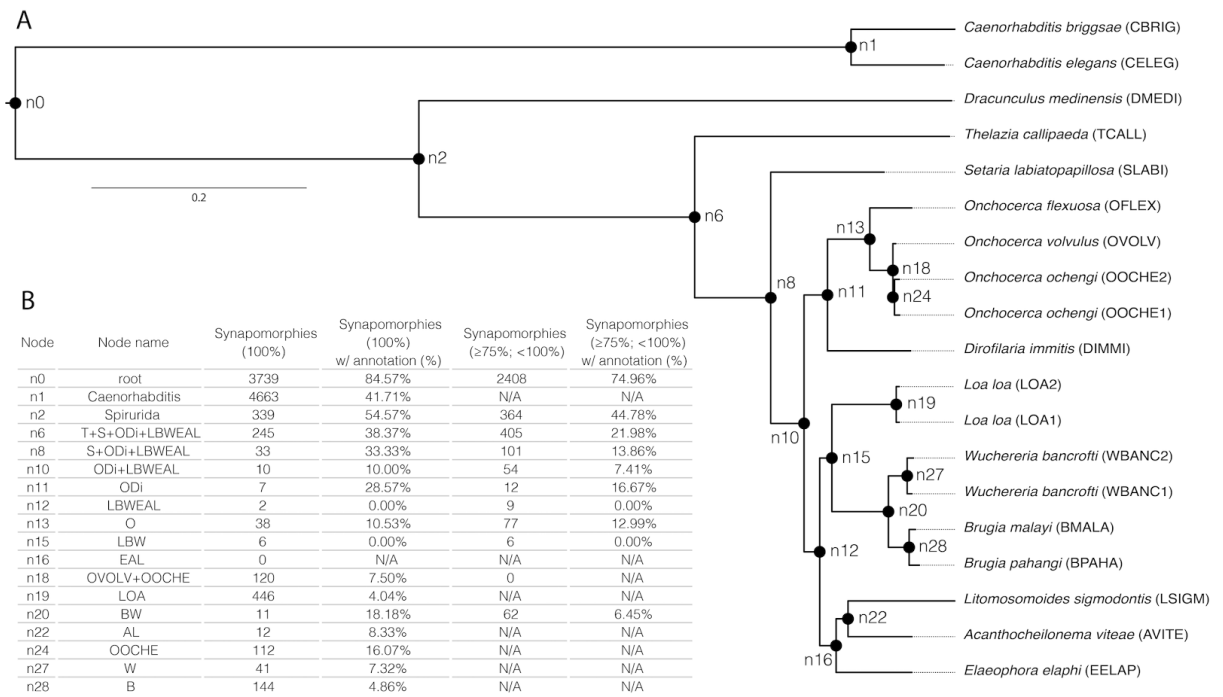 A
n0
n1
n2
n6
n8
n10
n11
n13
n18
n24
n19
n15
n27
n20
n28
n12
n22
n16
0.2
Caenorhabditis briggsae (CBRIG)
Caenorhabditis elegans (CELEG)
Dracunculus medinensis (DMEDI)
Thelazia callipaeda (TCALL)
Setaria labiatopapillosa (SLABI)
Onchocerca flexuosa (OFLEX)
Onchocerca volvulus (OVOLV)
Onchocerca ochengi (OOCHE2)
Onchocerca ochengi (OOCHE1)
Dirofilaria immitis (DIMMI)
Loa loa (LOA2)
Loa loa (LOA1)
Wuchereria bancrofti (WBANC2)
Wuchereria bancrofti (WBANC1)
Brugia malayi (BMALA)
Brugia pahangi (BPAHA)
Litomosomoides sigmodontis (LSIGM)
Acanthocheilonema viteae (AVITE)
Elaeophora elaphi (EELAP)
B
Node Node name Synapomorphies (100%) Synapomorphies (100%) w/ annotation (%) Synapomorphies (≥75%; <100%) Synapomorphies (≥75%; <100%) w/ annotation (%)
n0 root 3739 84.57% 2408 74.96%
n1 Caenorhabditis 4663 41.71% N/A N/A
n2 Spirurida 339 54.57% 364 44.78%
n6 T+S+ODi+LBWEAL 245 38.37% 405 21.98%
n8 S+ODi+LBWEAL 33 33.33% 101 13.86%
n10 ODi+LBWEAL 10 10.00% 54 7.41%
n11 ODi 7 28.57% 12 16.67%
n12 LBWEAL 2 0.00% 9 0.00%
n13 O 38 10.53% 77 12.99%
n15 LBW 6 0.00% 6 0.00%
n16 EAL 0 N/A N/A N/A
n18 OVOLV+OOCHE 120 7.50% 0 N/A
n19 LOA 446 4.04% N/A N/A
n20 BW 11 18.18% 62 6.45%
n22 AL 12 8.33% N/A N/A
n24 OOCHE 112 16.07% N/A N/A
n27 W 41 7.32% N/A N/A
n28 B 144 4.86% N/A N/A